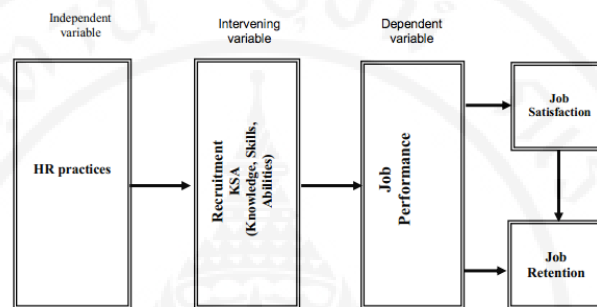 Independent
variable
Intervening
variable
Dependent
variable
HR practices
Recruitment
KSA
(Knowledge, Skills,
Abilities)
Job
Performance
Job
Satisfaction
Job
Retention